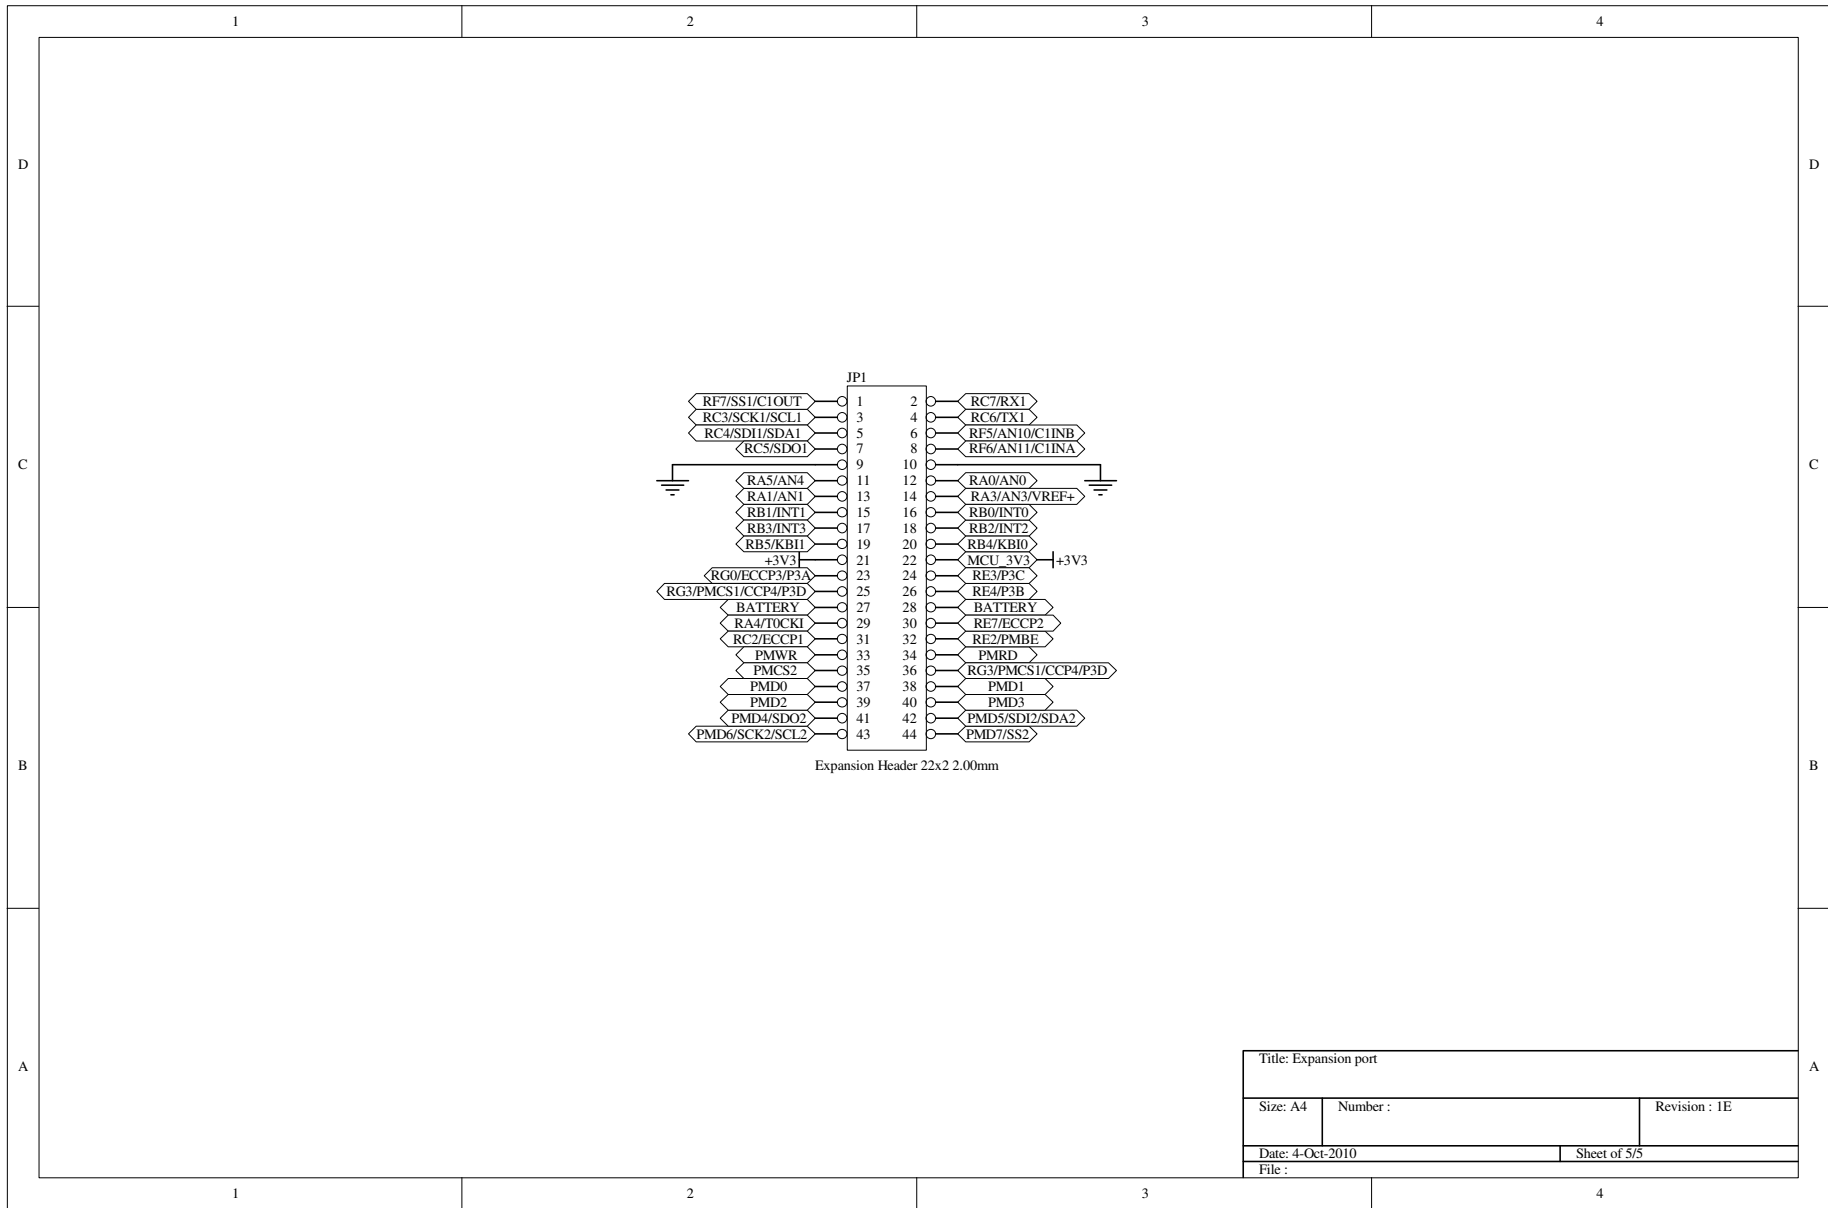 1 2 3 4
D D
JP1
RF7/SS1/C1OUT 1 2 RC7/RX1
RC3/SCK1/SCL1 3 4 RC6/TX1
RC4/SDI1/SDA1 5 6 RF5/AN10/C1INB
RC5/SDO1 7 8 RF6/AN11/C1INA
C 9 10 C
RA5/AN4 11 12 RA0/AN0
RA1/AN1 13 14 RA3/AN3/VREF+
RB1/INT1 15 16 RB0/INT0
RB3/INT3 17 18 RB2/INT2
RB5/KBI1 19 20 RB4/KBI0
+3V3 21 22 MCU_3V3 +3V3
RG0/ECCP3/P3A 23 24 RE3/P3C
RG3/PMCS1/CCP4/P3D 25 26 RE4/P3B
BATTERY 27 28 BATTERY
RA4/T0CKI 29 30 RE7/ECCP2
RC2/ECCP1 31 32 RE2/PMBE
PMWR 33 34 PMRD
PMCS2 35 36 RG3/PMCS1/CCP4/P3D
PMD0 37 38 PMD1
PMD2 39 40 PMD3
PMD4/SDO2 41 42 PMD5/SDI2/SDA2
PMD6/SCK2/SCL2 43 44 PMD7/SS2
B Expansion Header 22x2 2.00mm B
A A
Title: Expansion port
Size: A4 Number : Revision : 1E
Date: 4-Oct-2010 Sheet of 5/5
File :
1 2 3 4